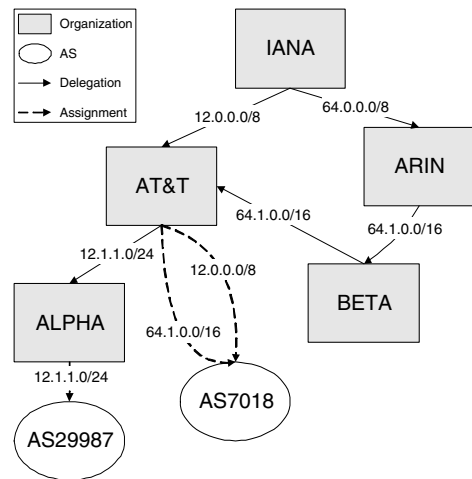 Organization
AS
Delegation
Assignment
IANA
12.0.0.0/8
64.0.0.0/8
AT&T
ARIN
64.1.0.0/16
64.1.0.0/16
12.1.1.0/24
12.0.0.0/8
BETA
ALPHA
64.1.0.0/16
12.1.1.0/24
AS7018
AS29987